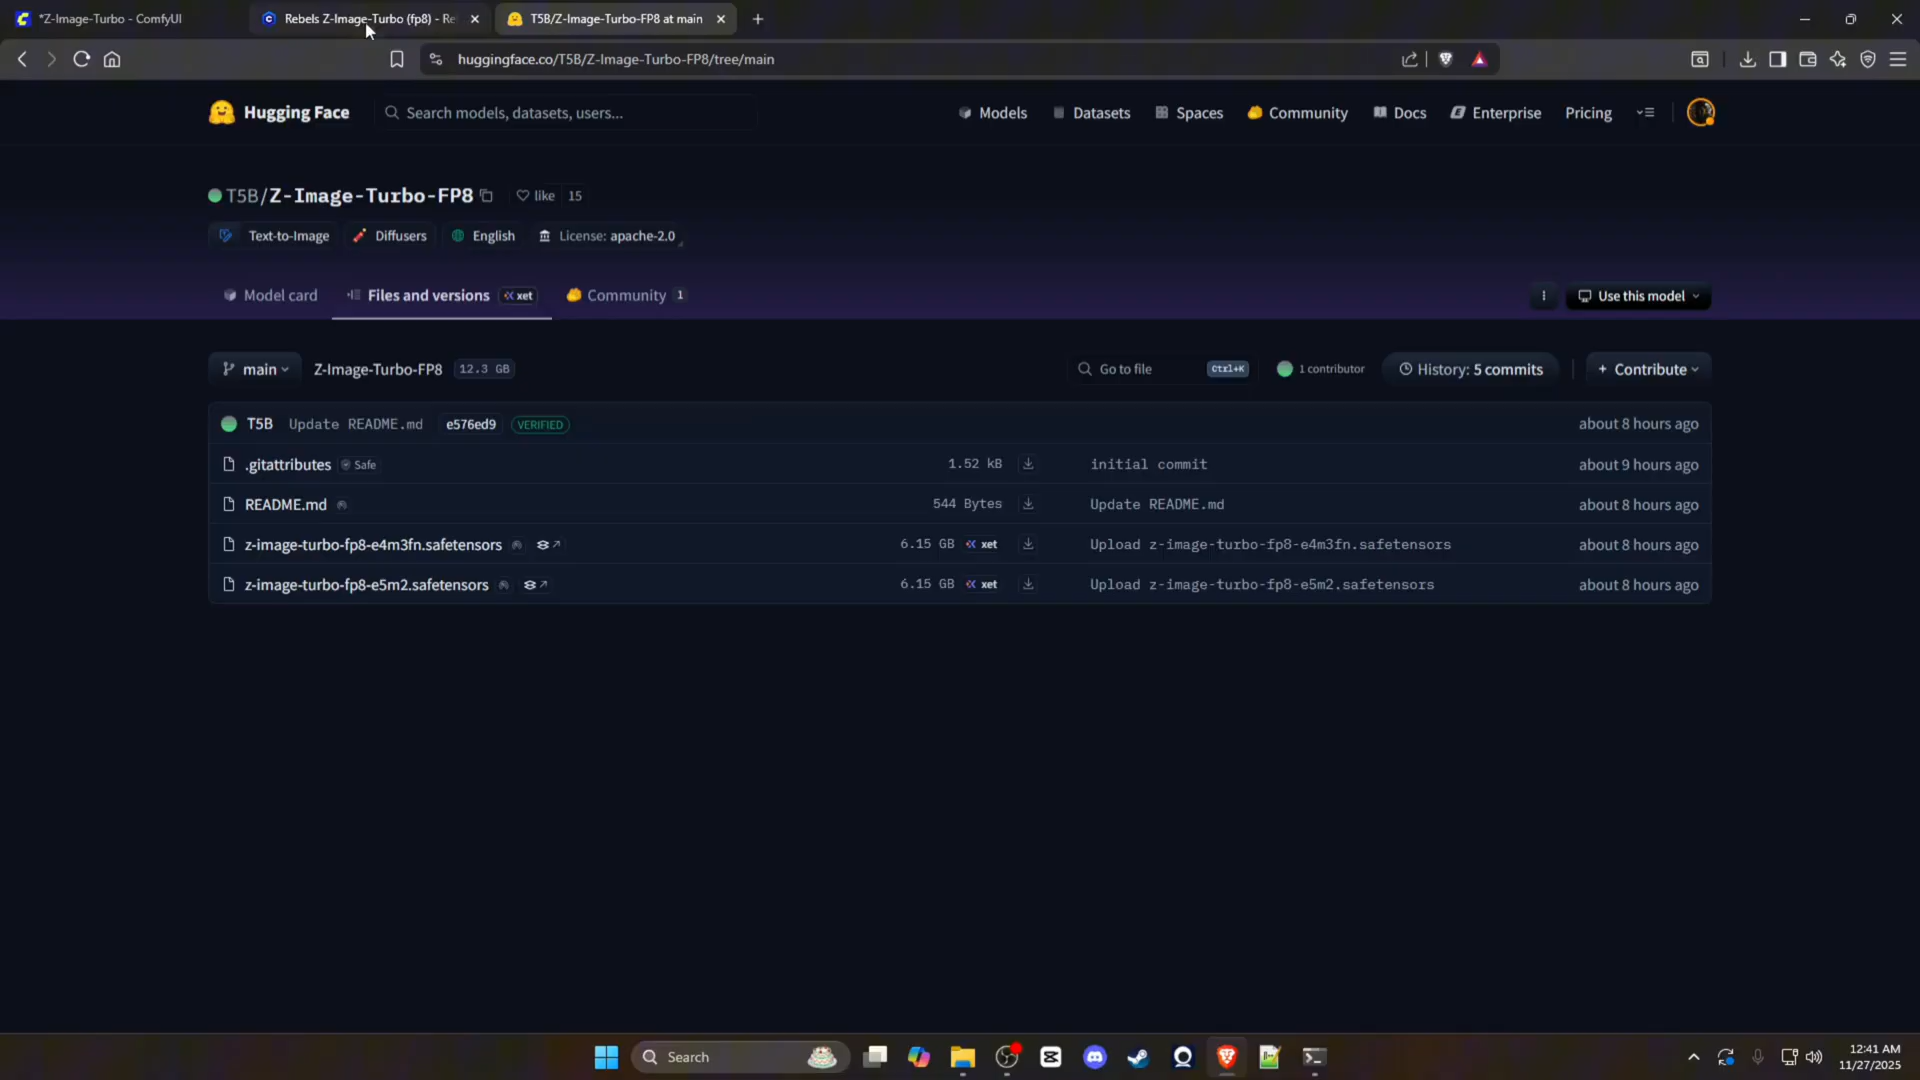 *Z-Image-Turbo - ComfyUI
Rebels Z-Image-Turbo (fp8) - Re
T5B/Z-Image-Turbo-FP8 at main
huggingface.co/T5B/Z-Image-Turbo-FP8/tree/main
Hugging Face
Search models, datasets, users...
Models
Datasets
Spaces
Community
Docs
Enterprise
Pricing
T5B/Z-Image-Turbo-FP8
like 15
Text-to-Image
Diffusers
English
License: apache-2.0
Model card
Files and versions
xet
Community 1
Use this model
main
Z-Image-Turbo-FP8
12.3 GB
Go to file
Ctrl+K
1 contributor
History: 5 commits
+ Contribute
T5B Update README.md e576ed9 VERIFIED about 8 hours ago
.gitattributes Safe 1.52 kB initial commit about 9 hours ago
README.md 544 Bytes Update README.md about 8 hours ago
z-image-turbo-fp8-e4m3fn.safetensors 6.15 GB xet Upload z-image-turbo-fp8-e4m3fn.safetensors about 8 hours ago
z-image-turbo-fp8-e5m2.safetensors 6.15 GB xet Upload z-image-turbo-fp8-e5m2.safetensors about 8 hours ago
Search
12:41 AM
11/27/2025